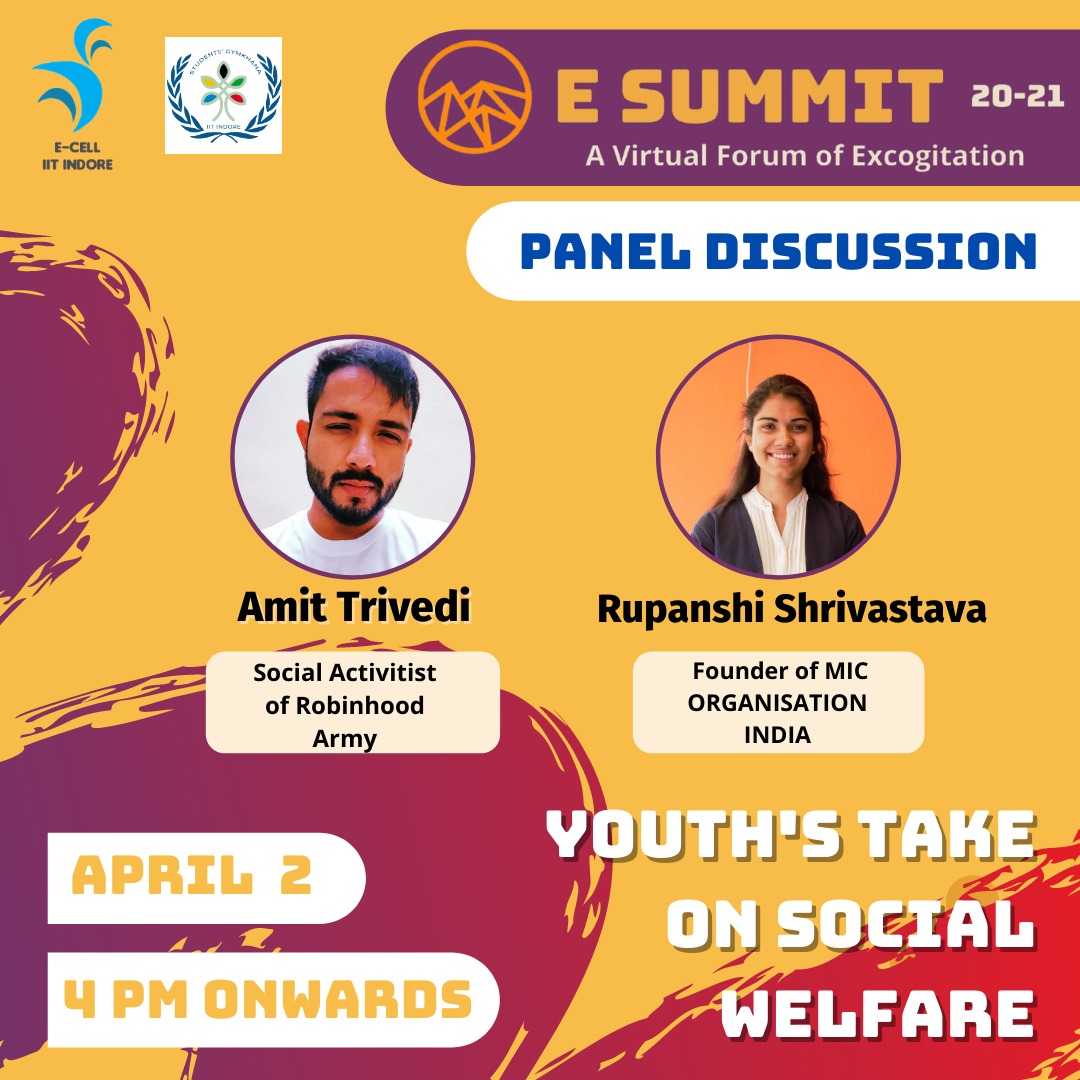 E-CELL
IIT INDORE
STUDENTS' GYMKHANA
IIT INDORE
E SUMMIT 20-21
A Virtual Forum of Excogitation
PANEL DISCUSSION
Amit Trivedi
Social Activitist
of Robinhood
Army
Rupanshi Shrivastava
Founder of MIC
ORGANISATION
INDIA
YOUTH'S TAKE
ON SOCIAL
WELFARE
APRIL 2
4 PM ONWARDS